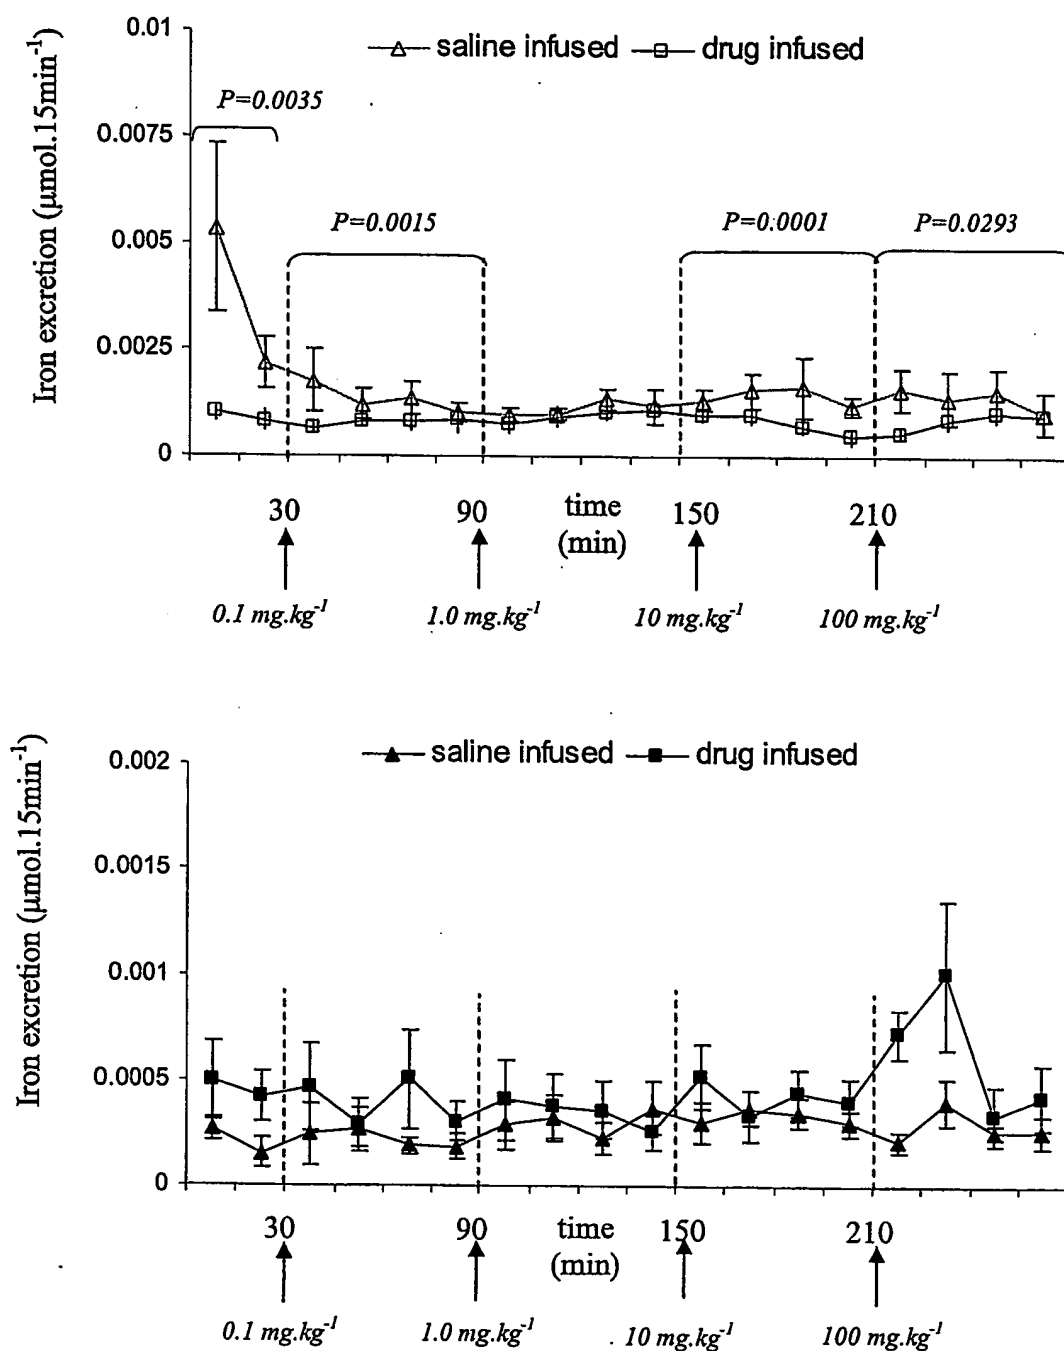 0.01
saline infused drug infused
P=0.0035
0.0075
P=0.0015 P=0.0001 P=0.0293
0.005
0.0025
0
Iron excretion (µmol.15min⁻¹)
30 90 time 150 210
(min)
0.1 mg.kg⁻¹ 1.0 mg.kg⁻¹ 10 mg.kg⁻¹ 100 mg.kg⁻¹
0.002
saline infused drug infused
0.0015
0.001
0.0005
0
Iron excretion (µmol.15min⁻¹)
30 90 time 150 210
(min)
0.1 mg.kg⁻¹ 1.0 mg.kg⁻¹ 10 mg.kg⁻¹ 100 mg.kg⁻¹